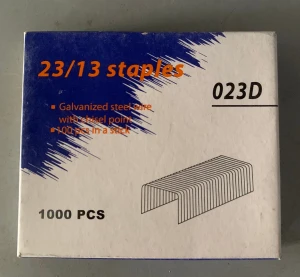 23/13 staples
023D
Galvanized steel wire
with chisel point
100 pcs in a stick
1000 PCS